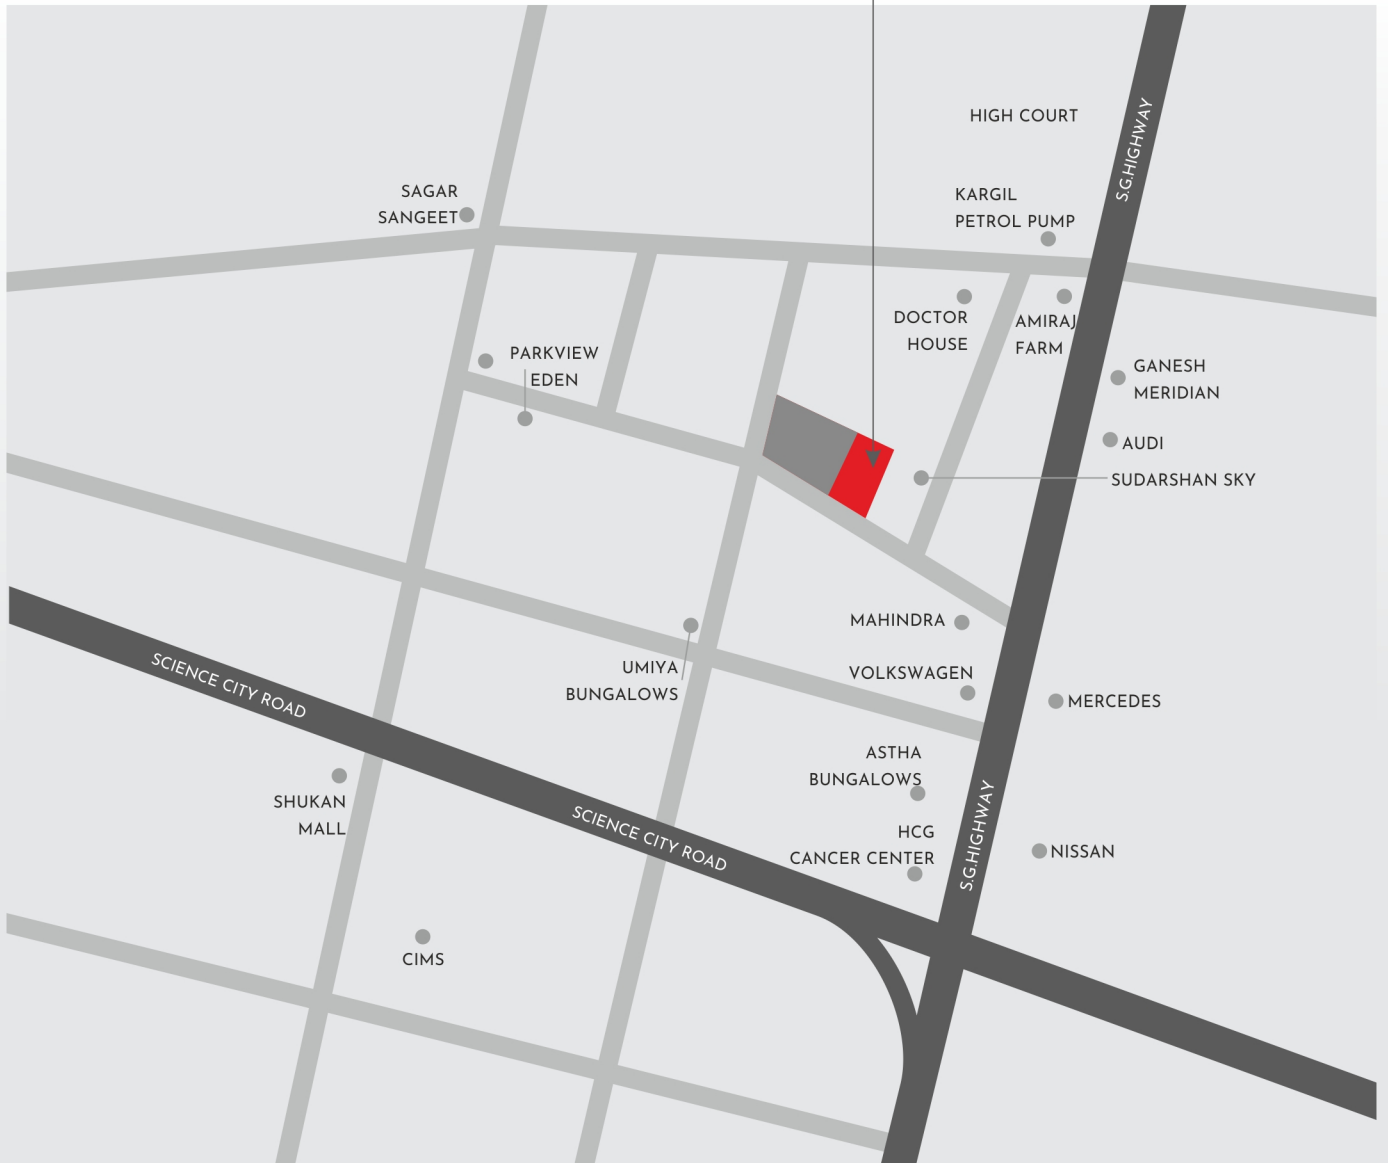 HIGH COURT
S.G.HIGHWAY
SAGAR
SANGEET
KARGIL
PETROL PUMP
DOCTOR
HOUSE
AMIRAJ
FARM
PARKVIEW
EDEN
GANESH
MERIDIAN
AUDI
SUDARSHAN SKY
MAHINDRA
UMIYA
BUNGALOWS
VOLKSWAGEN
SCIENCE CITY ROAD
MERCEDES
ASTHA
BUNGALOWS
SHUKAN
MALL
SCIENCE CITY ROAD
HCG
CANCER CENTER
S.G.HIGHWAY
NISSAN
CIMS